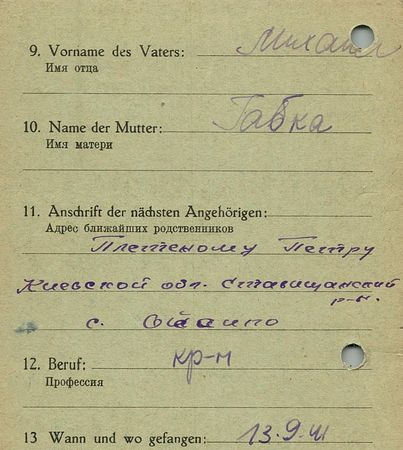 9. Vorname des Vaters: Михаил
Имя отца
10. Name der Mutter: Габка
Имя матери
11. Anschrift der nächsten Angehörigen:
Адрес ближайших родственников
Петру
Киевской обл. Ставищанский
р-н.
с.
12. Beruf: кр-н
Профессия
13 Wann und wo gefangen: 13.9.41